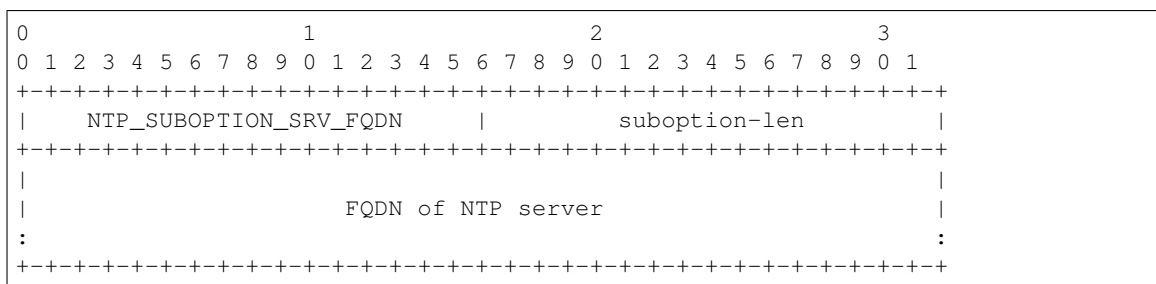 0                   1                   2                   3
0 1 2 3 4 5 6 7 8 9 0 1 2 3 4 5 6 7 8 9 0 1 2 3 4 5 6 7 8 9 0 1
+-+-+-+-+-+-+-+-+-+-+-+-+-+-+-+-+-+-+-+-+-+-+-+-+-+-+-+-+-+-+-+-+
|    NTP_SUBOPTION_SRV_FQDN     |         suboption-len         |
+-+-+-+-+-+-+-+-+-+-+-+-+-+-+-+-+-+-+-+-+-+-+-+-+-+-+-+-+-+-+-+-+
|                                                               |
|                      FQDN of NTP server                       |
:                                                               :
+-+-+-+-+-+-+-+-+-+-+-+-+-+-+-+-+-+-+-+-+-+-+-+-+-+-+-+-+-+-+-+-+